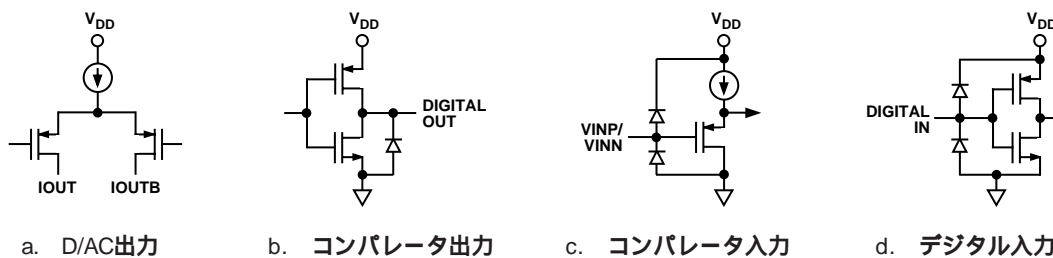 VDD
IOUT IOUTB
a. D/AC出力
VDD
DIGITAL
OUT
b. コンパレータ出力
VDD
VINP/
VINN
c. コンパレータ入力
VDD
DIGITAL
IN
d. デジタル入力